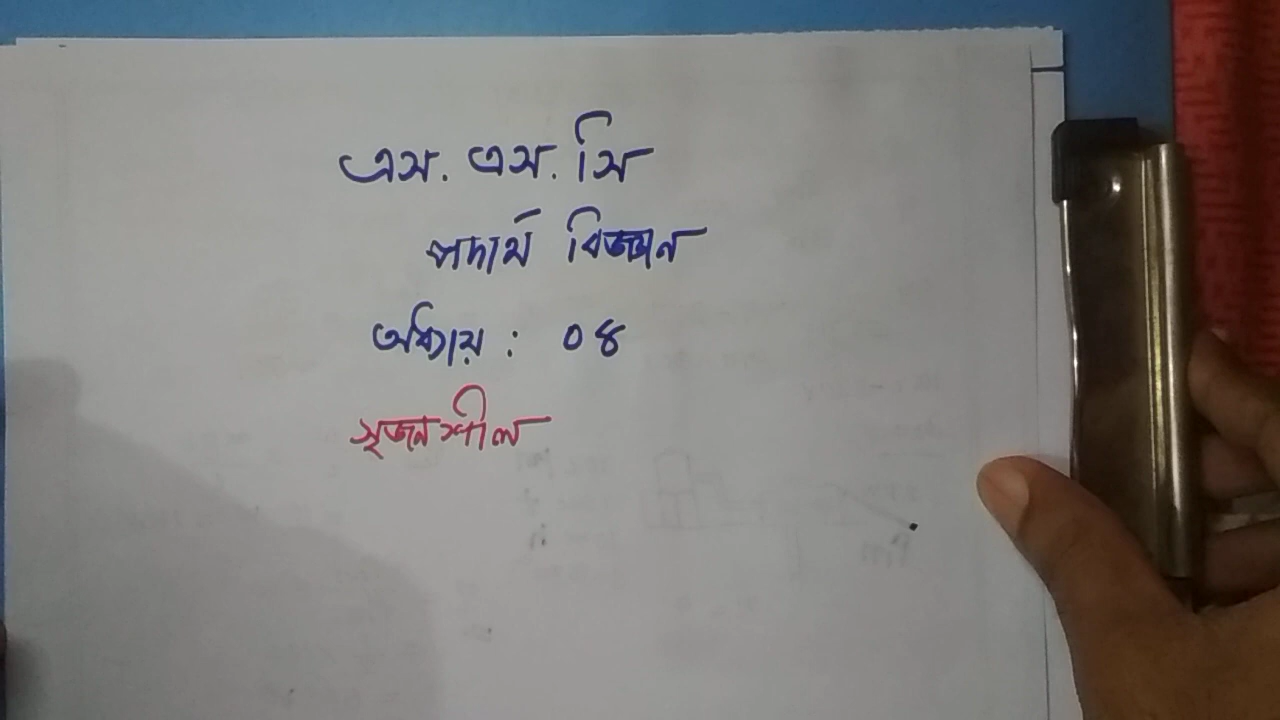 এস. এস. সি
পদার্থ বিজ্ঞান
অধ্যায় : ০৪
সৃজনশীল